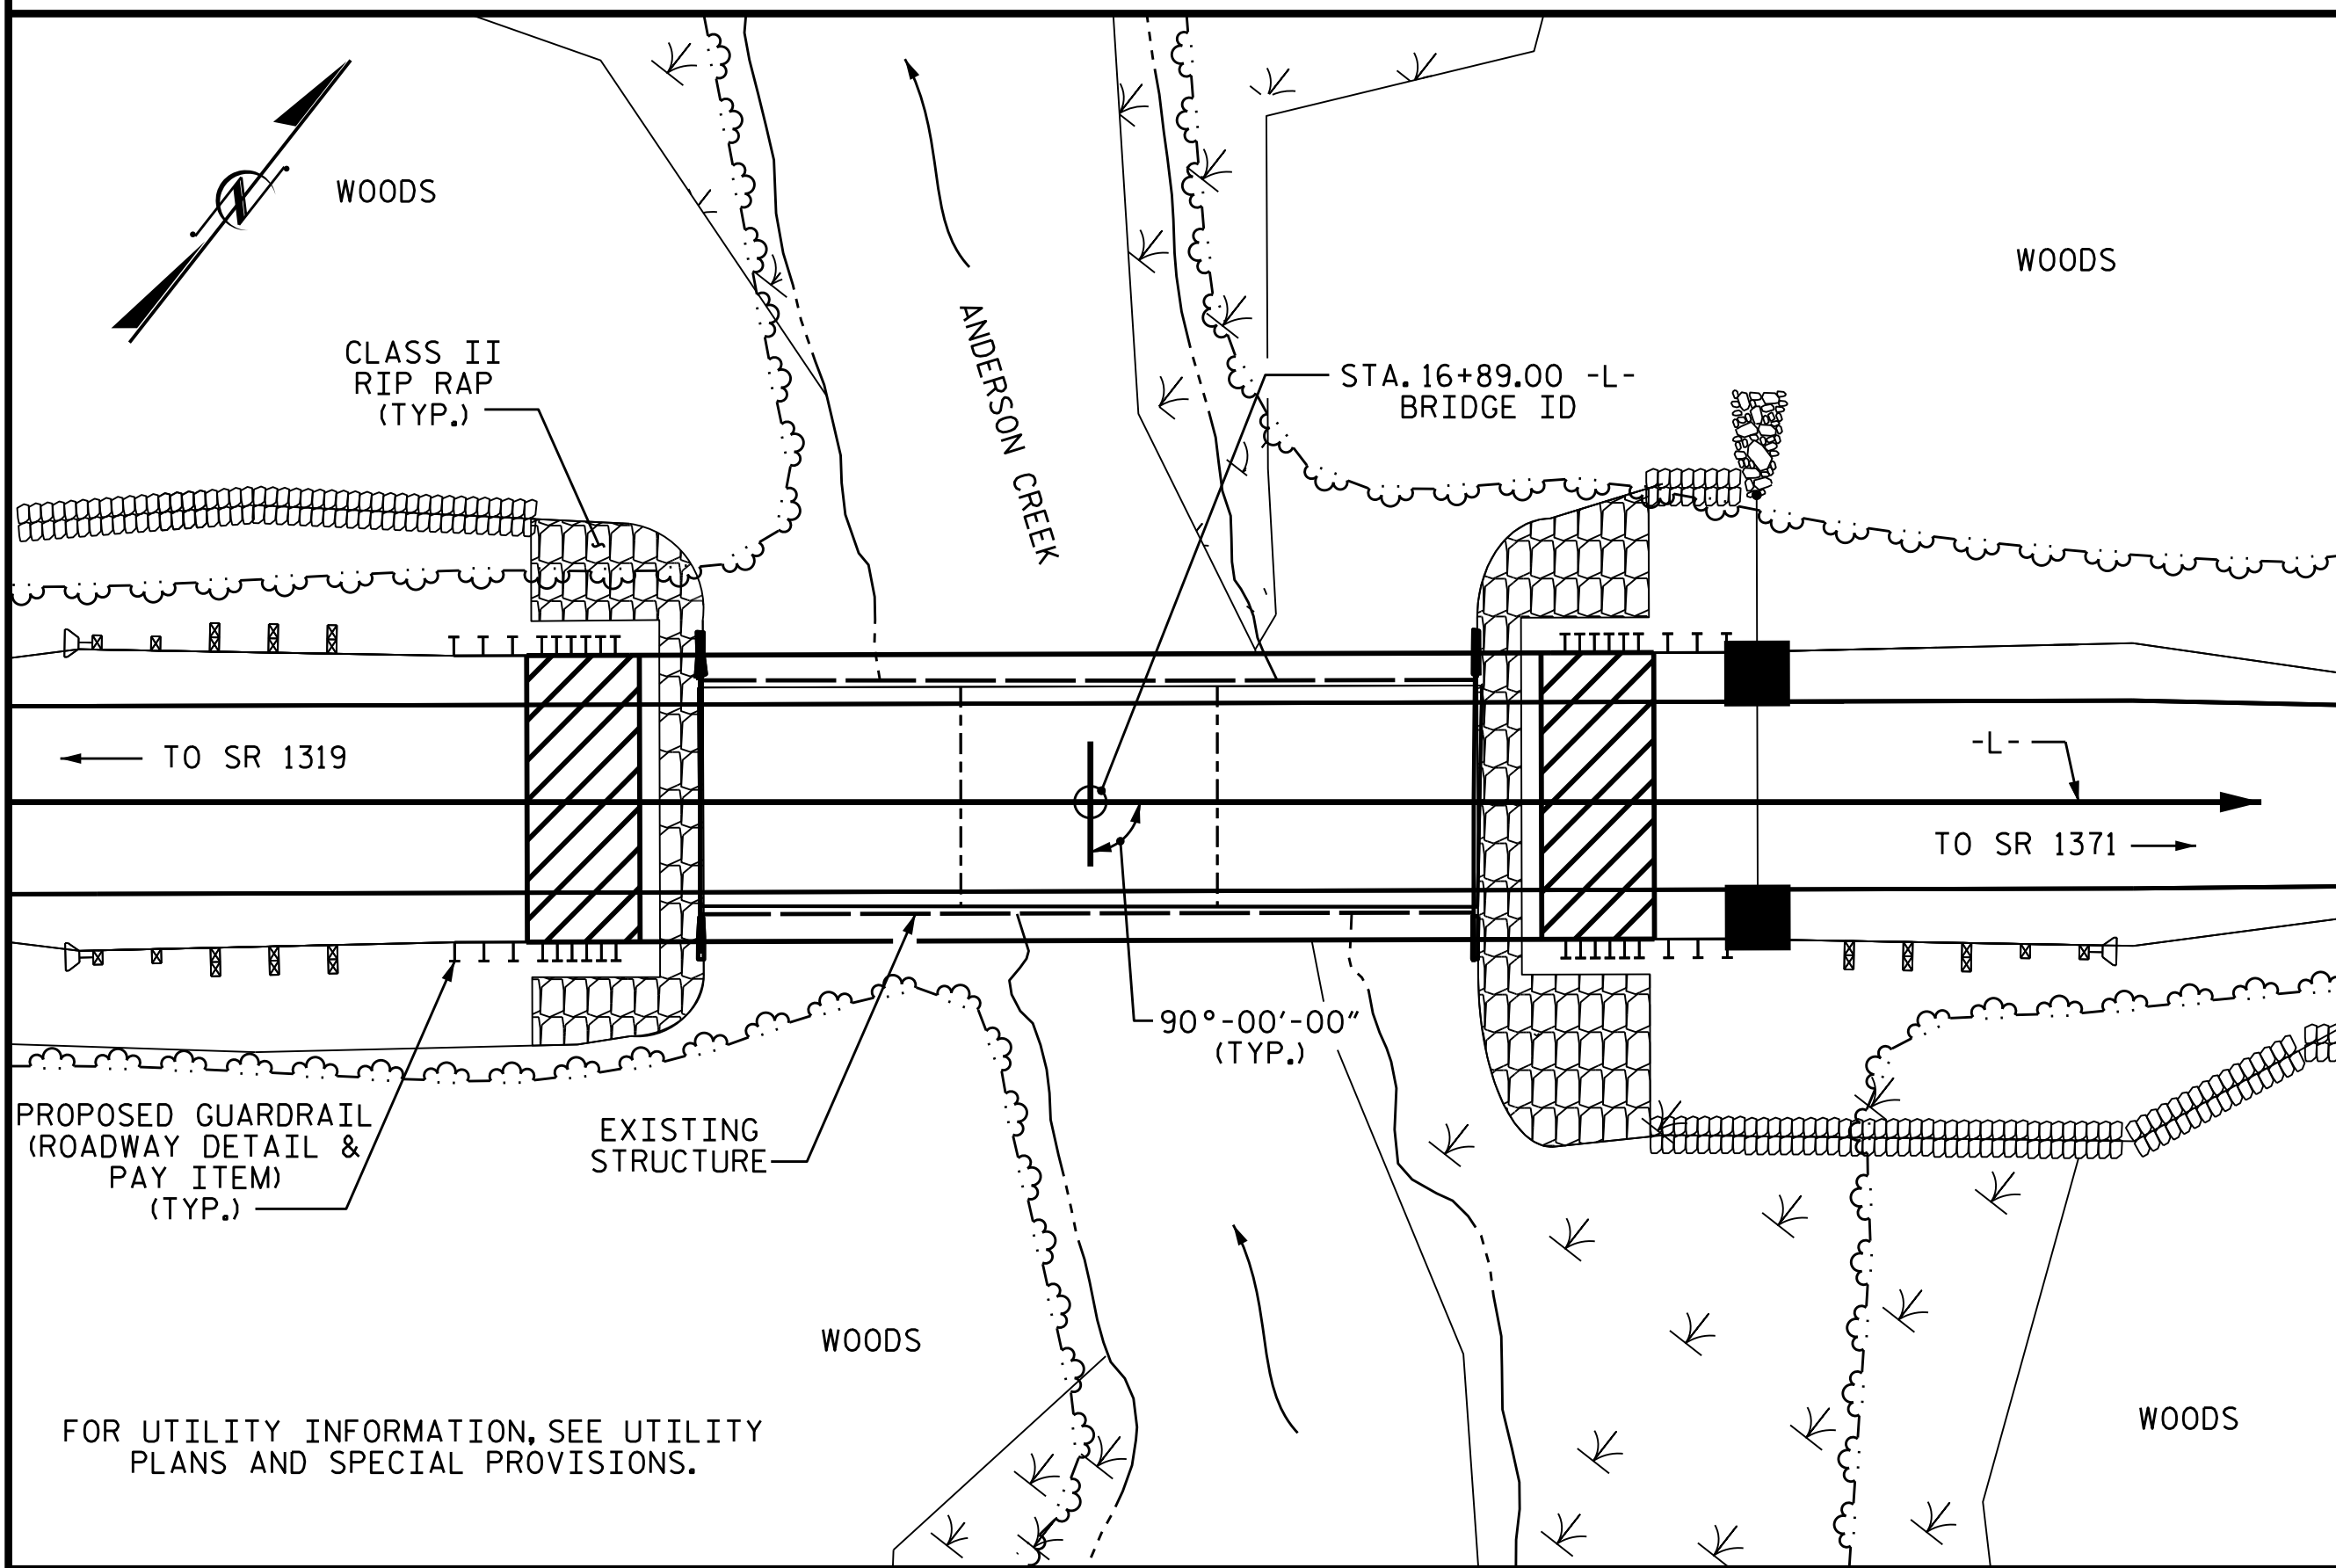 N
WOODS
WOODS
CLASS II
RIP RAP
(TYP.)
ANDERSON CREEK
STA. 16+89.00 -L-
BRIDGE ID
TO SR 1319
-L-
TO SR 1371
90°-00'-00"
(TYP.)
PROPOSED GUARDRAIL
(ROADWAY DETAIL &
PAY ITEM)
(TYP.)
EXISTING
STRUCTURE
WOODS
WOODS
FOR UTILITY INFORMATION, SEE UTILITY
PLANS AND SPECIAL PROVISIONS.